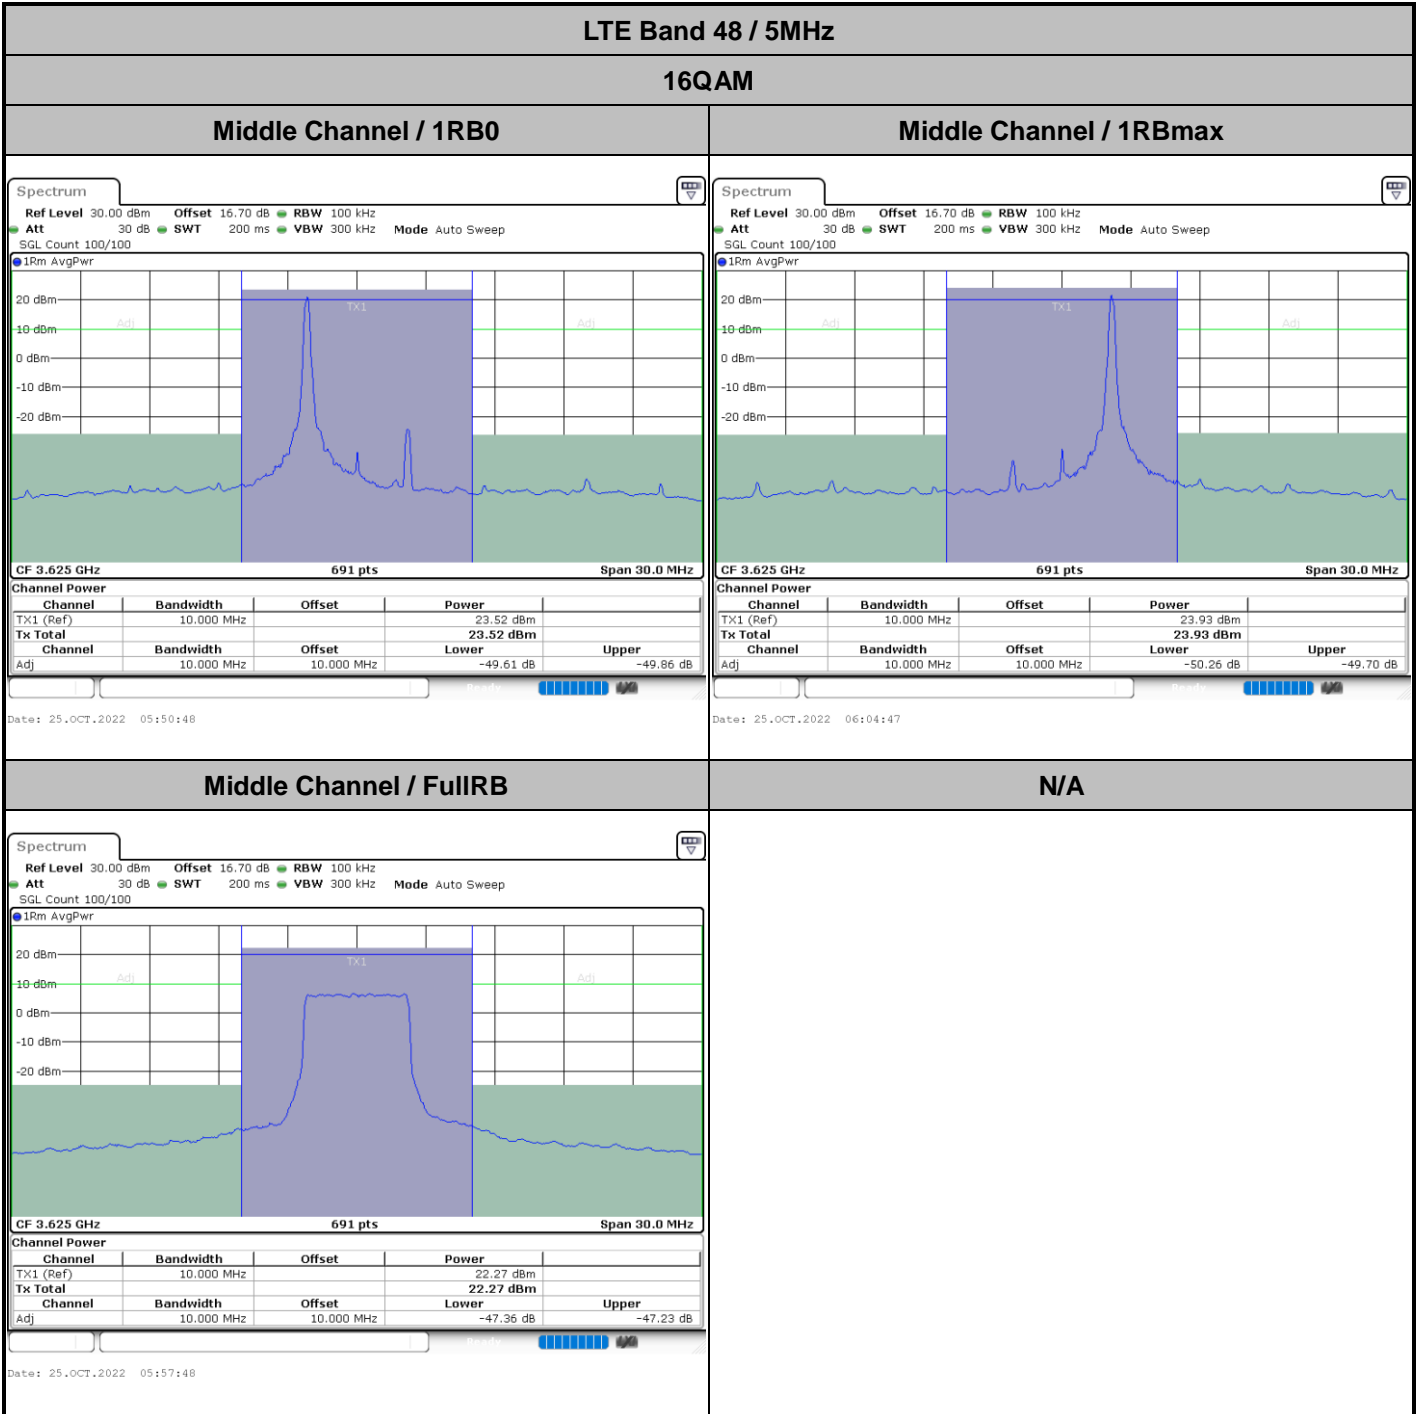 LTE Band 48 / 5MHz
16QAM
Middle Channel / 1RB0
Middle Channel / 1RBmax
Spectrum
Ref Level 30.00 dBm Offset 16.70 dB RBW 100 kHz
Att 30 dB SWT 200 ms VBW 300 kHz Mode Auto Sweep
SGL Count 100/100
1Rm AvgPwr
TX1
20 dBm
Adj
Adj
10 dBm
0 dBm
-10 dBm
-20 dBm
CF 3.625 GHz 691 pts Span 30.0 MHz
Channel Power
Channel Bandwidth Offset Power
TX1 (Ref) 10.000 MHz 23.52 dBm
Tx Total 23.52 dBm
Channel Bandwidth Offset Lower Upper
Adj 10.000 MHz 10.000 MHz -49.61 dB -49.86 dB
Ready
Date: 25.OCT.2022 05:50:48
Spectrum
Ref Level 30.00 dBm Offset 16.70 dB RBW 100 kHz
Att 30 dB SWT 200 ms VBW 300 kHz Mode Auto Sweep
SGL Count 100/100
1Rm AvgPwr
TX1
20 dBm
Adj
Adj
10 dBm
0 dBm
-10 dBm
-20 dBm
CF 3.625 GHz 691 pts Span 30.0 MHz
Channel Power
Channel Bandwidth Offset Power
TX1 (Ref) 10.000 MHz 23.93 dBm
Tx Total 23.93 dBm
Channel Bandwidth Offset Lower Upper
Adj 10.000 MHz 10.000 MHz -50.26 dB -49.70 dB
Ready
Date: 25.OCT.2022 06:04:47
Middle Channel / FullRB
N/A
Spectrum
Ref Level 30.00 dBm Offset 16.70 dB RBW 100 kHz
Att 30 dB SWT 200 ms VBW 300 kHz Mode Auto Sweep
SGL Count 100/100
1Rm AvgPwr
TX1
20 dBm
Adj
Adj
10 dBm
0 dBm
-10 dBm
-20 dBm
CF 3.625 GHz 691 pts Span 30.0 MHz
Channel Power
Channel Bandwidth Offset Power
TX1 (Ref) 10.000 MHz 22.27 dBm
Tx Total 22.27 dBm
Channel Bandwidth Offset Lower Upper
Adj 10.000 MHz 10.000 MHz -47.36 dB -47.23 dB
Ready
Date: 25.OCT.2022 05:57:48